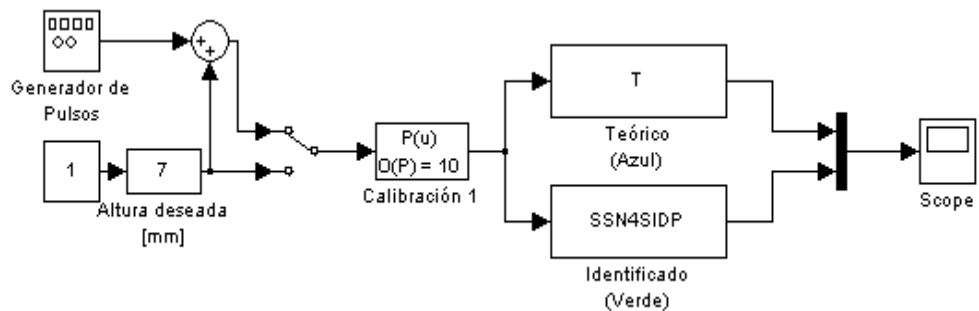 Generador de
Pulsos
+
+
1
7
Altura deseada
[mm]
P(u)
O(P) = 10
Calibración 1
T
Teórico
(Azul)
SSN4SIDP
Identificado
(Verde)
Scope